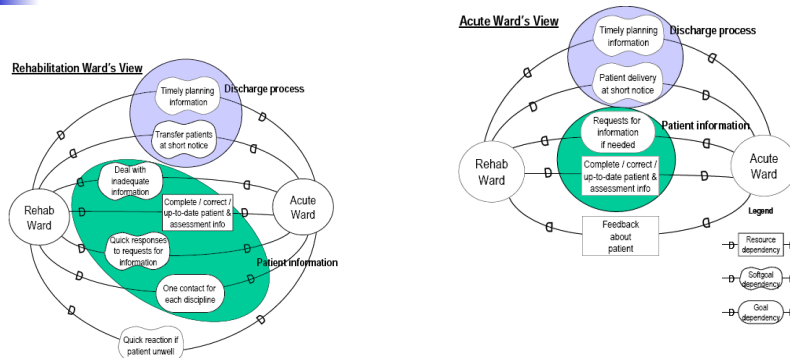 Rehabilitation Ward's View
Timely planning
information
Discharge process
Transfer patients
at short notice
Deal with
inadequate
information
Complete / correct /
up-to-date patient &
assessment info
Rehab
Ward
Acute
Ward
Quick responses
to requests for
information
Patient information
One contact for
each discipline
Quick reaction if
patient unwell
D
D
D
D
D
D
D
D
D
D
D
D
D
D
Acute Ward's View
Timely planning
information
Discharge process
Patient delivery
at short notice
Requests for
information
if needed
Patient information
Rehab
Ward
Complete / correct /
up-to-date patient &
assessment info
Acute
Ward
Feedback
about
patient
D
D
D
D
D
D
D
D
D
D
Legend
D
Resource
dependency
D
Softgoal
dependency
D
Goal
dependency